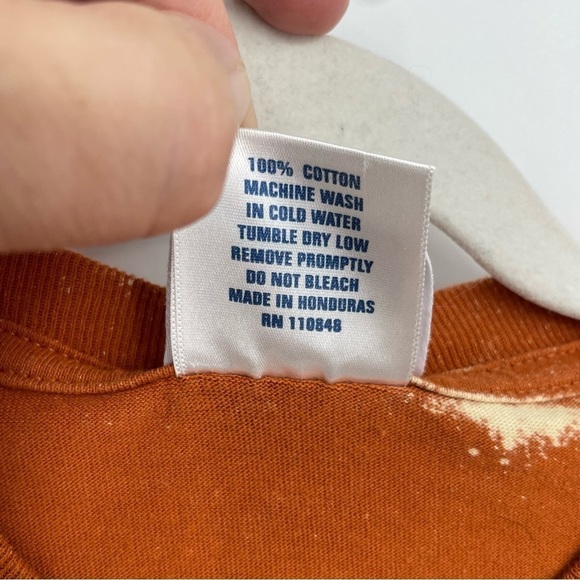 100% COTTON
MACHINE WASH
IN COLD WATER
TUMBLE DRY LOW
REMOVE PROMPTLY
DO NOT BLEACH
MADE IN HONDURAS
RN 110848